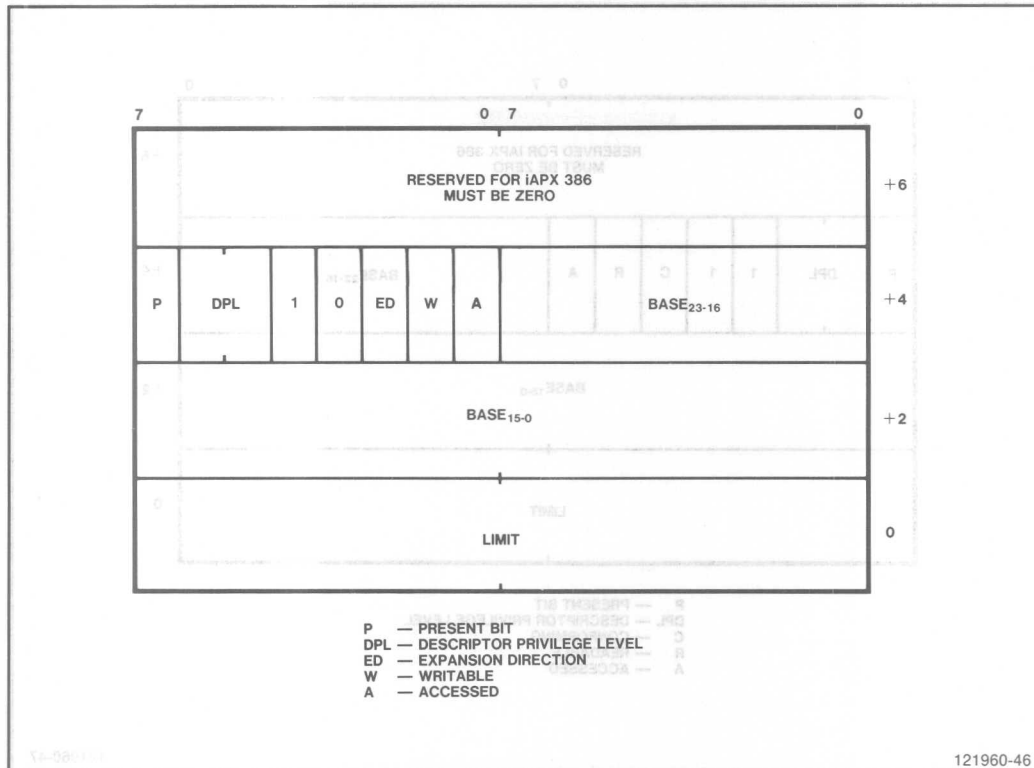 7 0 7 0
RESERVED FOR iAPX 386
MUST BE ZERO
+6
P DPL 1 0 ED W A BASE23-16 +4
BASE15-0 +2
LIMIT 0
P — PRESENT BIT
DPL — DESCRIPTOR PRIVILEGE LEVEL
ED — EXPANSION DIRECTION
W — WRITABLE
A — ACCESSED
121960-46